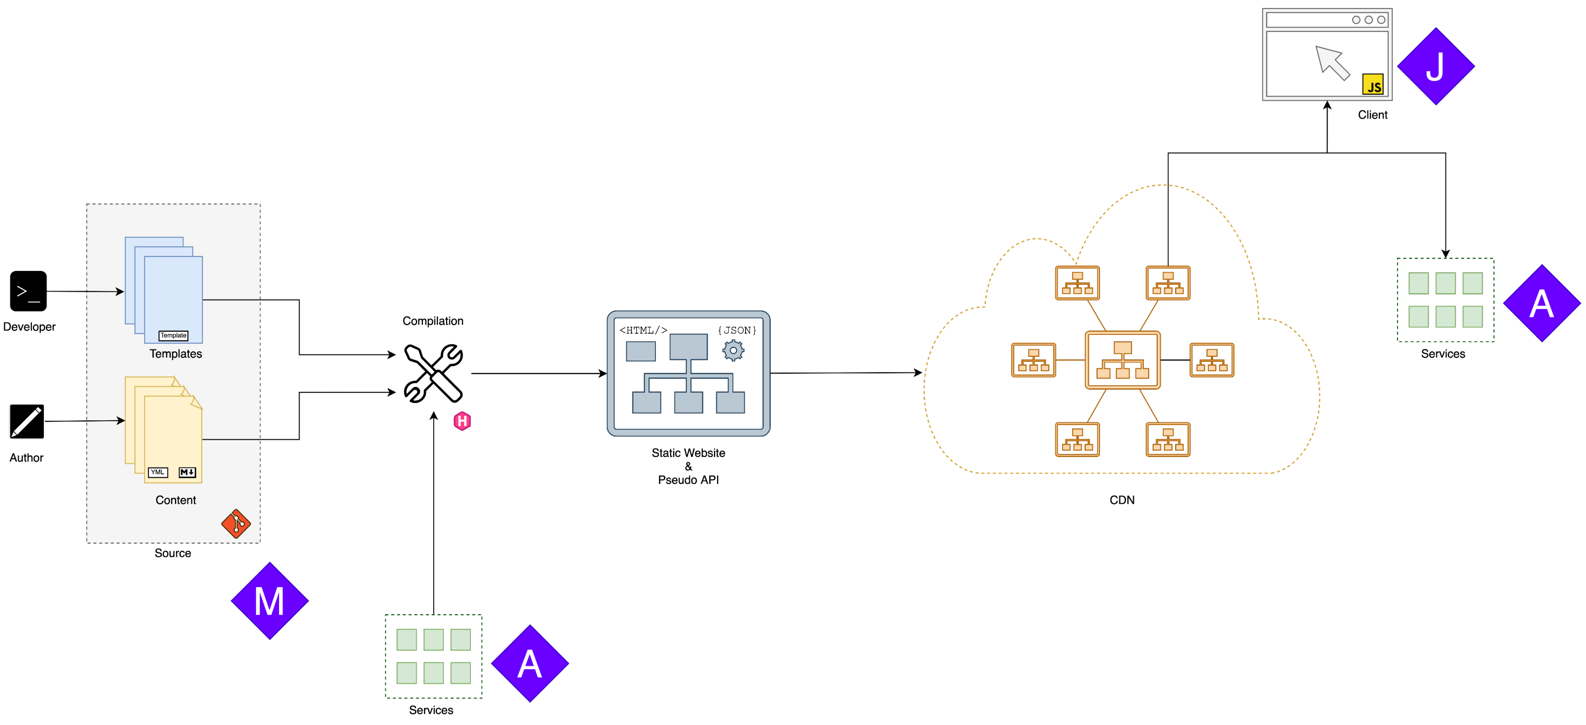 JS
J
Client
>_
Developer
Template
Templates
Author
YML
M
Content
Source
M
Compilation
H
Services
A
<HTML/>
{JSON}
Static Website
&
Pseudo API
CDN
Services
A